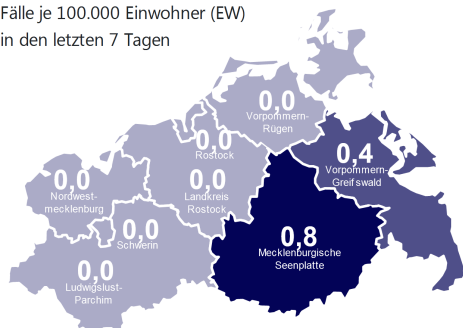 Fälle je 100.000 Einwohner (EW)
in den letzten 7 Tagen
0,0
Vorpommern-
Rügen
0,0
Rostock
0,4
Vorpommern-
Greifswald
0,0
Nordwest-
mecklenburg
0,0
Landkreis
Rostock
0,0
Schwerin
0,8
Mecklenburgische
Seenplatte
0,0
Ludwigslust-
Parchim